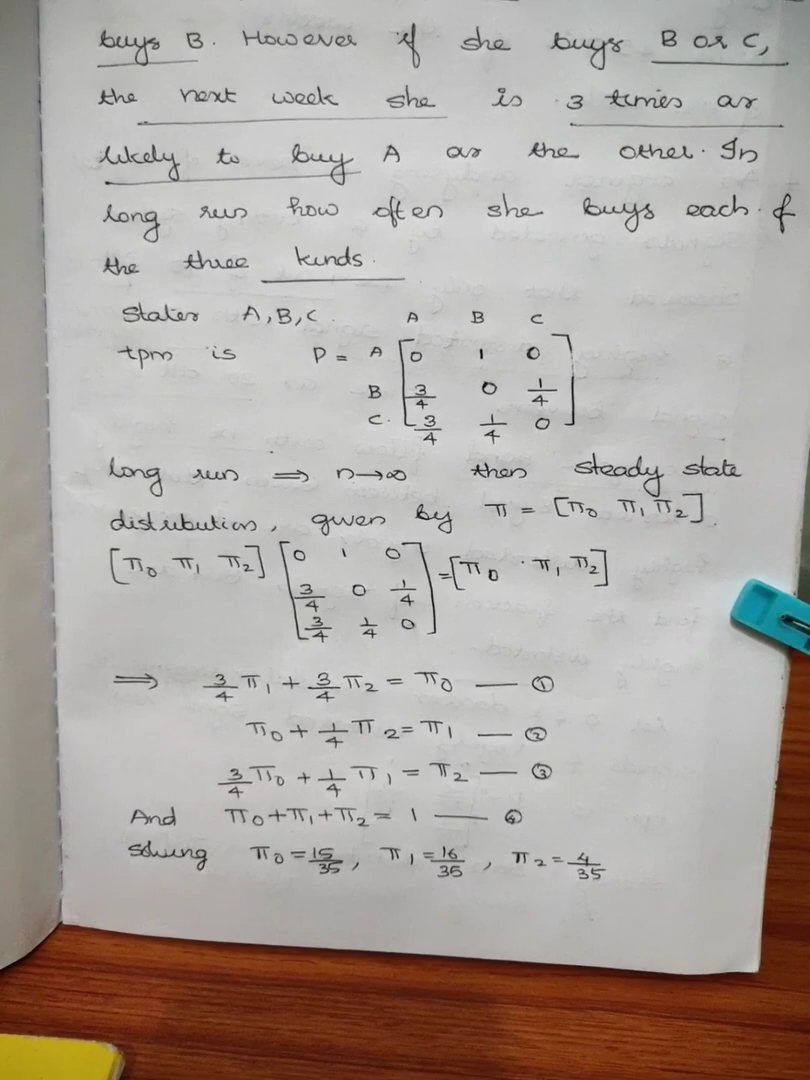 buys B. However if she buys B or C,
the next week she is 3 times as
likely to buy A as the other. In
long run how often she buys each of
the three kinds.
States A, B, C. A B C
tpm is P = A [0 1 0
B 3/4 0 1/4
C. 3/4 1/4 0]
long run ⟹ n→∞ then steady state
distribution, given by π = [π0 π1 π2]
[π0 π1 π2] [0 1 0
3/4 0 1/4
3/4 1/4 0] = [π0 π1 π2]
⟹ 3/4 π1 + 3/4 π2 = π0 — ①
π0 + 1/4 π2 = π1 — ②
3/4 π0 + 1/4 π1 = π2 — ③
And π0 + π1 + π2 = 1 — ④
Solving π0 = 15/35, π1 = 16/35, π2 = 4/35